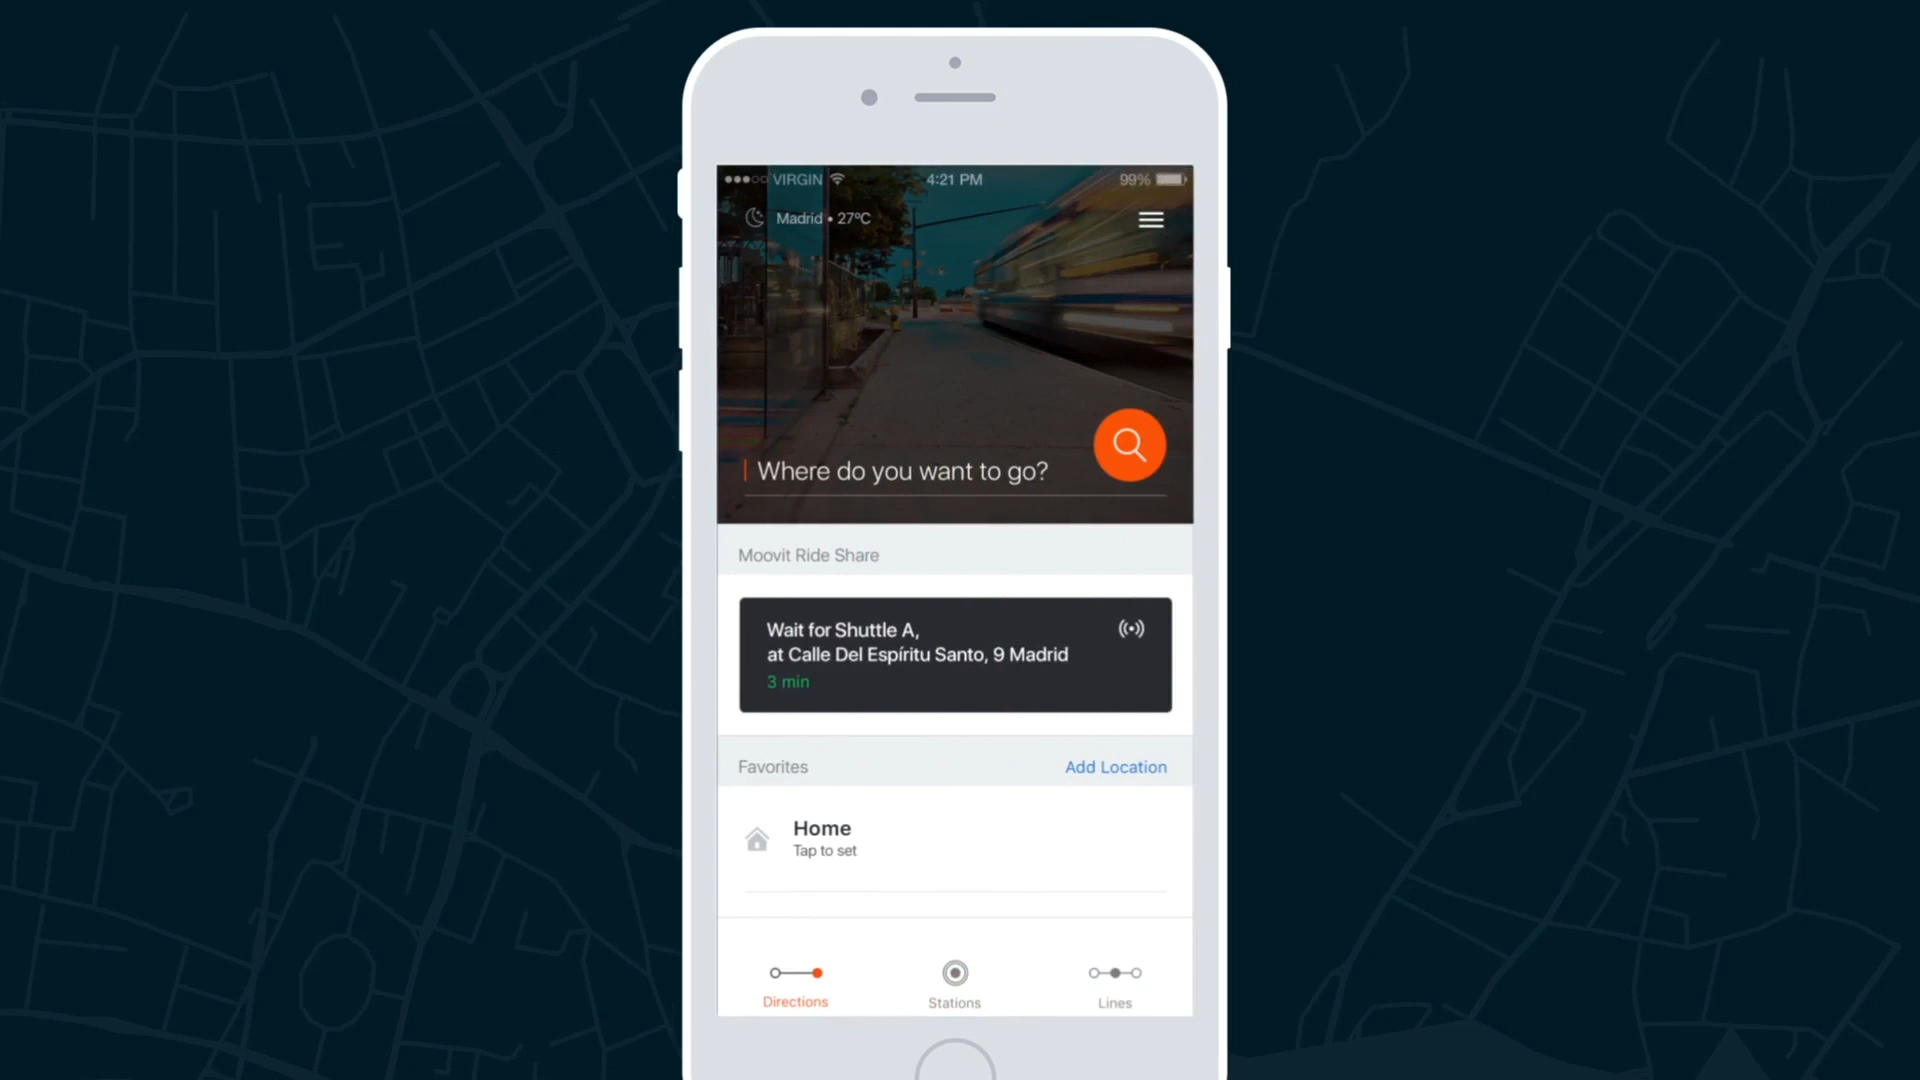 VIRGIN 4:21 PM 99%
Madrid • 27ºC
Where do you want to go?
Moovit Ride Share
Wait for Shuttle A,
at Calle Del Espíritu Santo, 9 Madrid
3 min
Favorites Add Location
Home
Tap to set
Directions Stations Lines